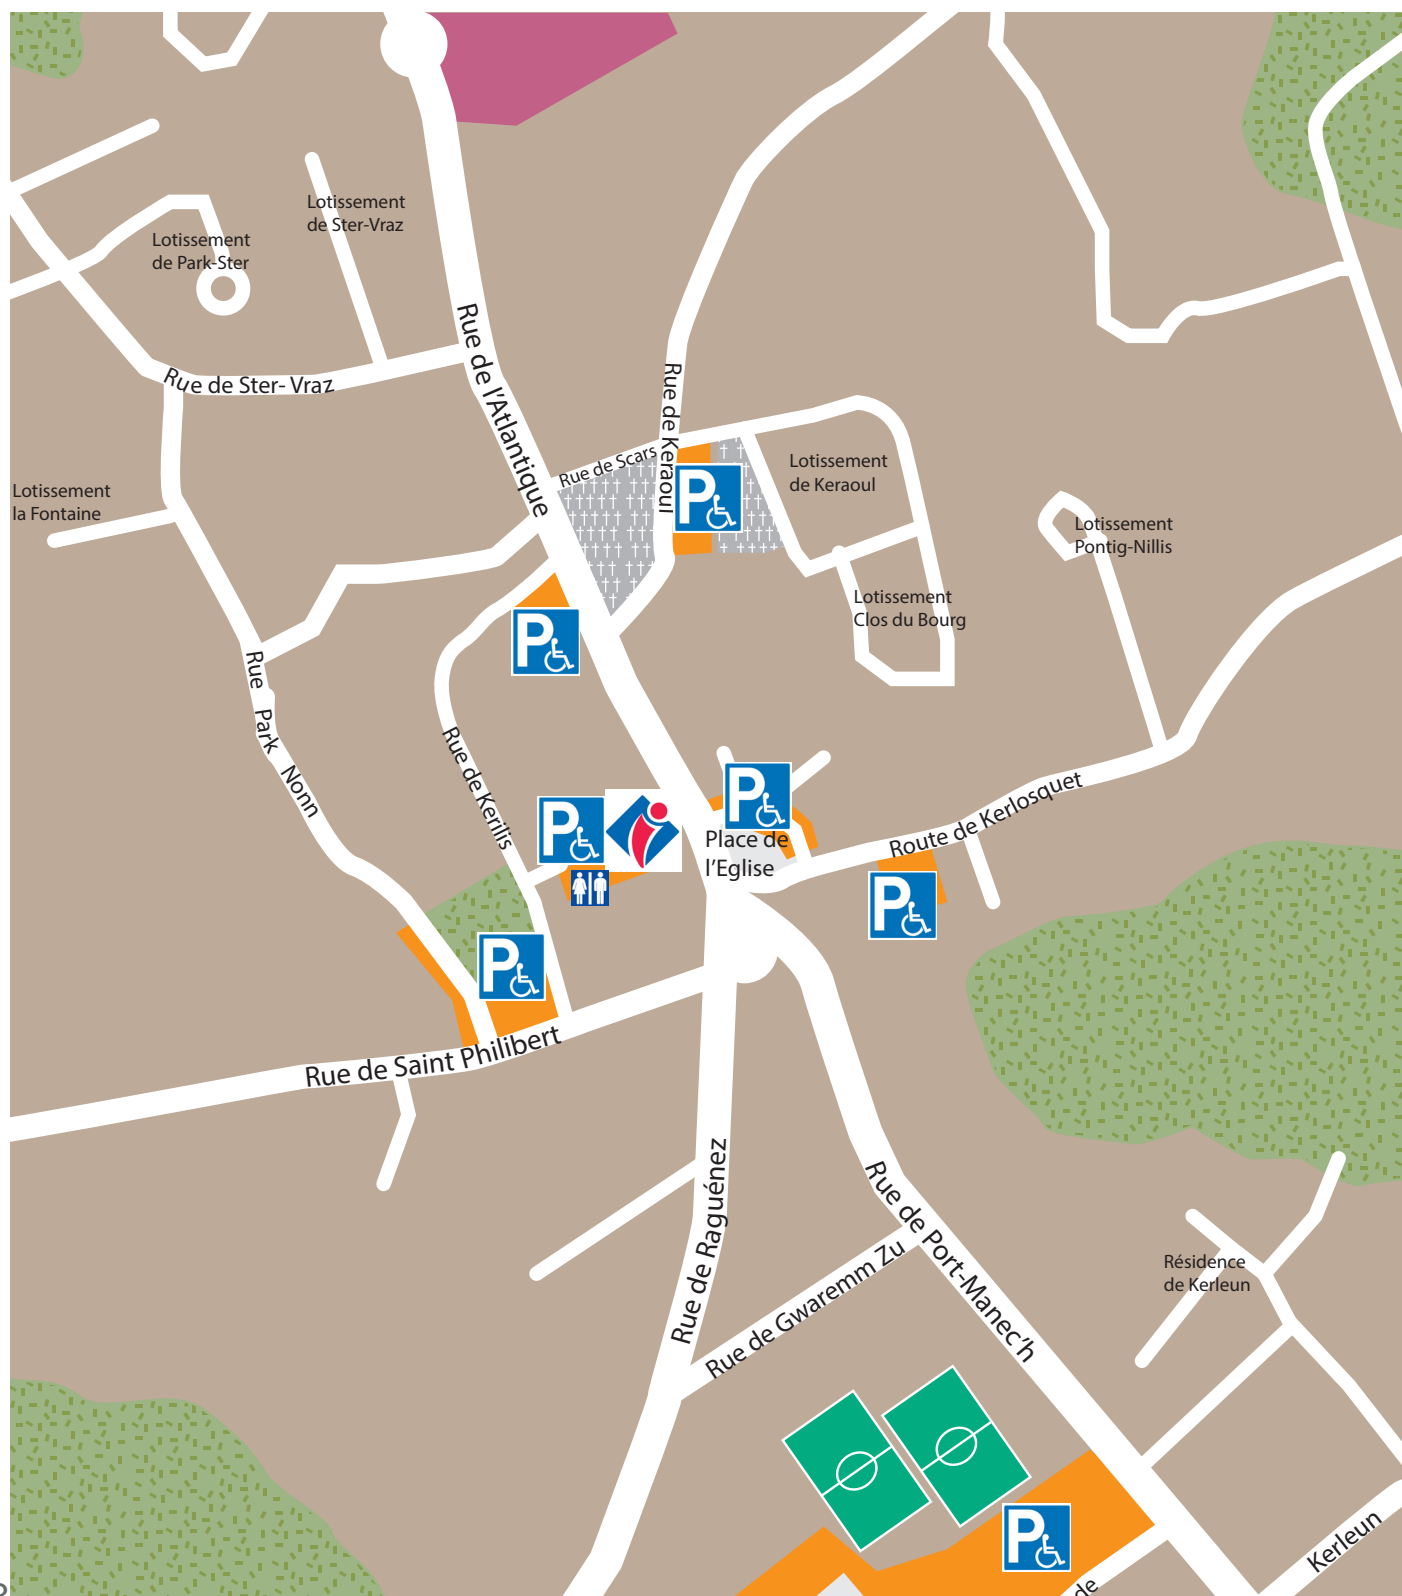 Lotissement
de Ster-Vraz
Lotissement
de Park-Ster
Rue de l'Atlantique
Rue de Ster- Vraz
Rue de Keraoul
Rue de Scars
Lotissement
de Keraoul
P
Lotissement
la Fontaine
Lotissement
Pontig-Nillis
Lotissement
Clos du Bourg
P
Rue Park Nonn
Rue de Kerilis
P
P
Place de
l'Eglise
Route de Kerlosquet
P
P
Rue de Saint Philibert
Rue de Raguénez
Rue de Port-Manec'h
Rue de Gwaremm Zu
Résidence
de Kerleun
P
Kerleun
de